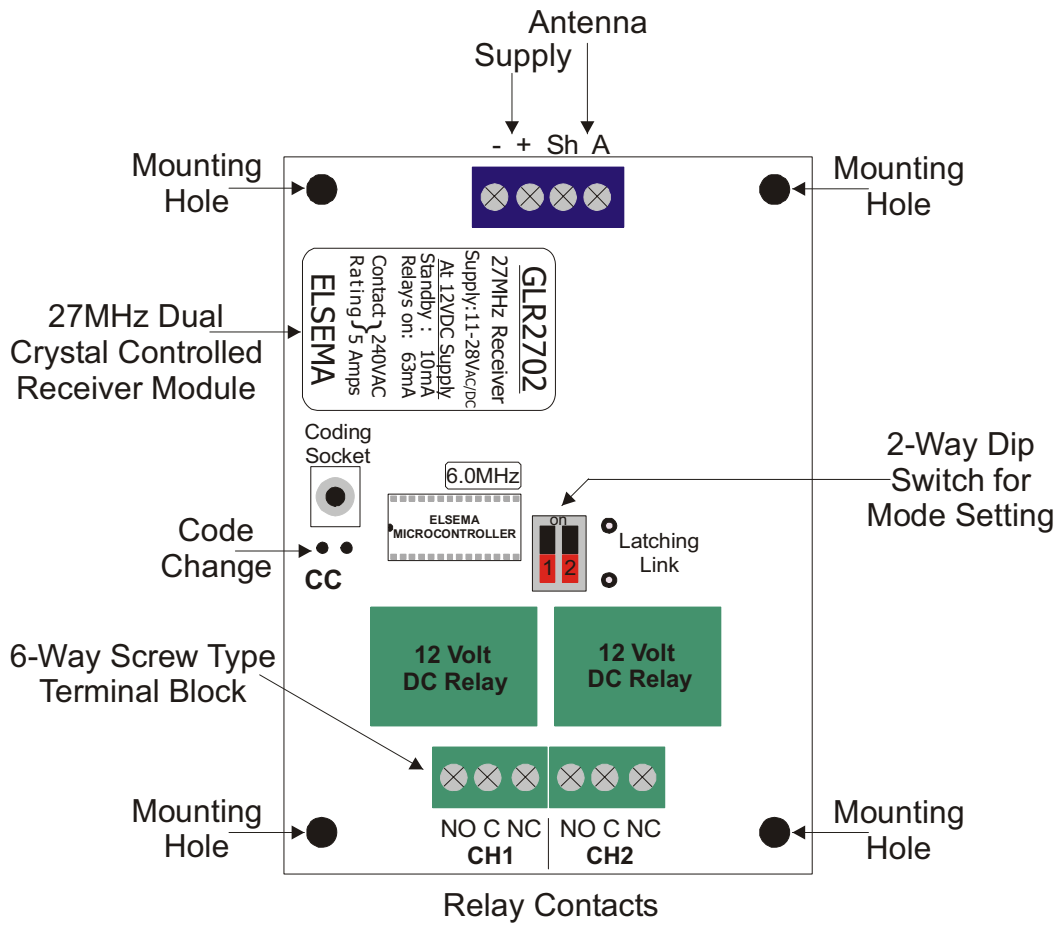 Antenna
Supply
- + Sh A
Mounting
Hole
Mounting
Hole
GLR2702
27MHz Receiver
Supply:11-28VAC/DC
At 12VDC Supply
Standby : 10mA
Relays on: 63mA
Contact } 240VAC
Rating } 5 Amps
ELSEMA
27MHz Dual
Crystal Controlled
Receiver Module
Coding
Socket
6.0MHz
ELSEMA
MICROCONTROLLER
on
1 2
2-Way Dip
Switch for
Mode Setting
Latching
Link
Code
Change
CC
12 Volt
DC Relay
12 Volt
DC Relay
6-Way Screw Type
Terminal Block
NO C NC
CH1
NO C NC
CH2
Mounting
Hole
Mounting
Hole
Relay Contacts